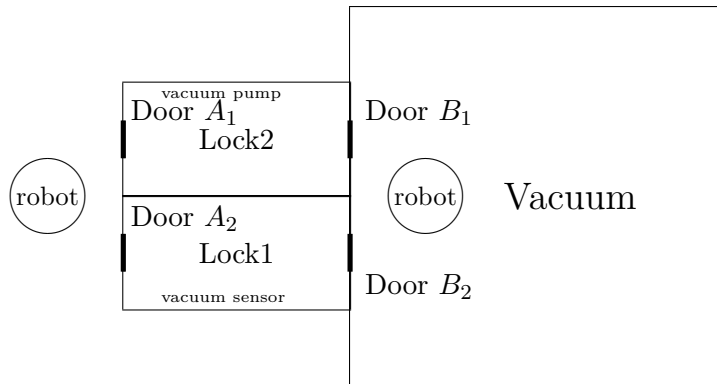 vacuum pump
Door A₁
Door B₁
Lock2
robot
robot
Vacuum
Door A₂
Lock1
Door B₂
vacuum sensor